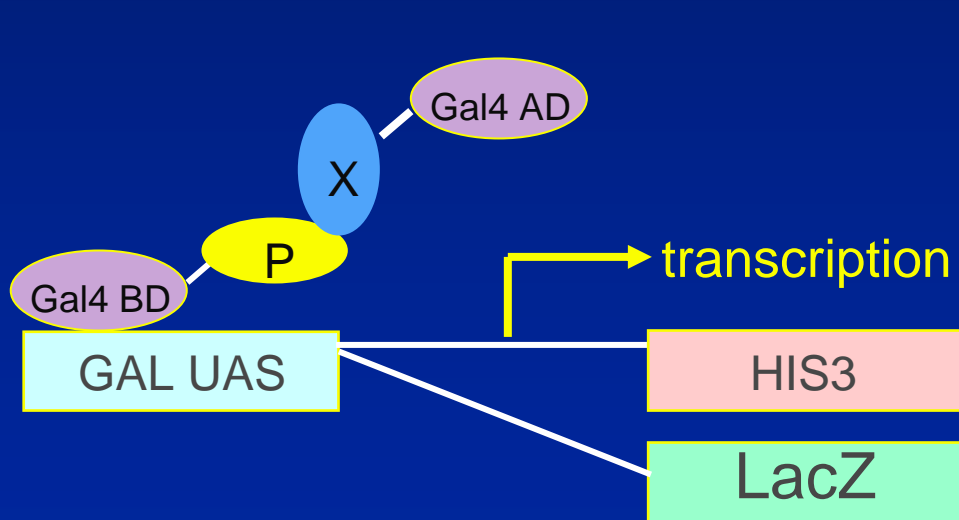 Gal4 AD
X
P
transcription
Gal4 BD
GAL UAS
HIS3
LacZ